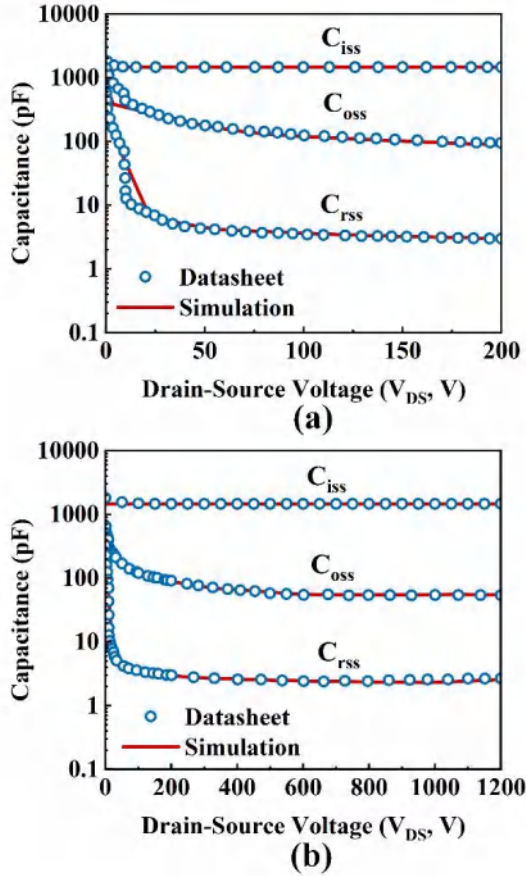 10000
1000
100
10
1
0.1
Capacitance (pF)
C_iss
C_oss
C_rss
Datasheet
Simulation
50 100 150 200
Drain-Source Voltage (V_DS, V)
(a)
10000
1000
100
10
1
0.1
Capacitance (pF)
C_iss
C_oss
C_rss
Datasheet
Simulation
0 200 400 600 800 1000 1200
Drain-Source Voltage (V_DS, V)
(b)